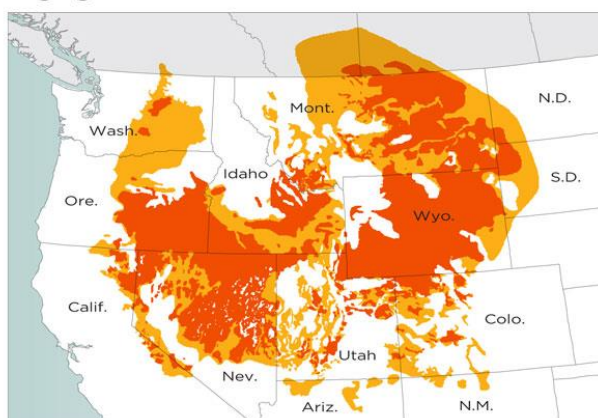 Wash.
Mont.
N.D.
Ore.
Idaho
S.D.
Wyo.
Calif.
Nev.
Utah
Colo.
Ariz.
N.M.